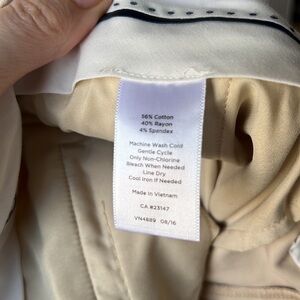 56% Cotton
40% Rayon
4% Spandex
Machine Wash Cold
Gentle Cycle
Only Non-Chlorine
Bleach When Needed
Line Dry
Cool Iron If Needed
Made in Vietnam
CA #23147
VN4889 08/16